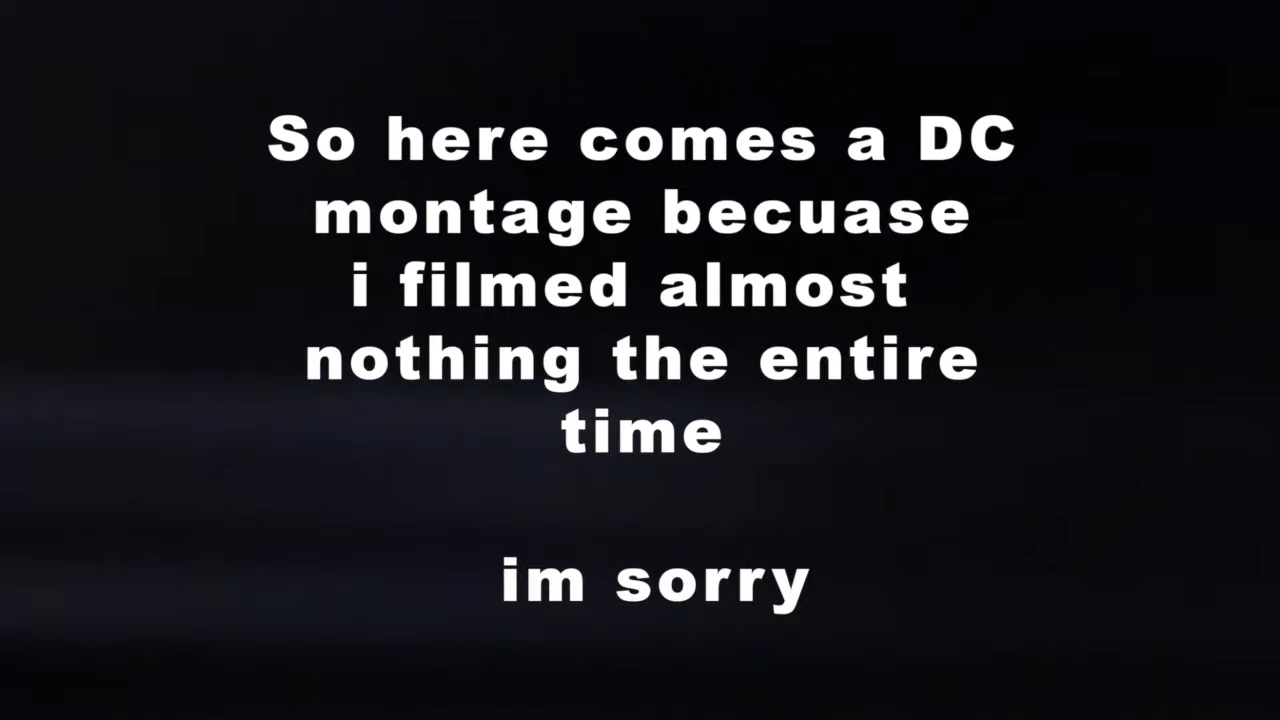 So here comes a DC
montage becuase
i filmed almost
nothing the entire
time
im sorry